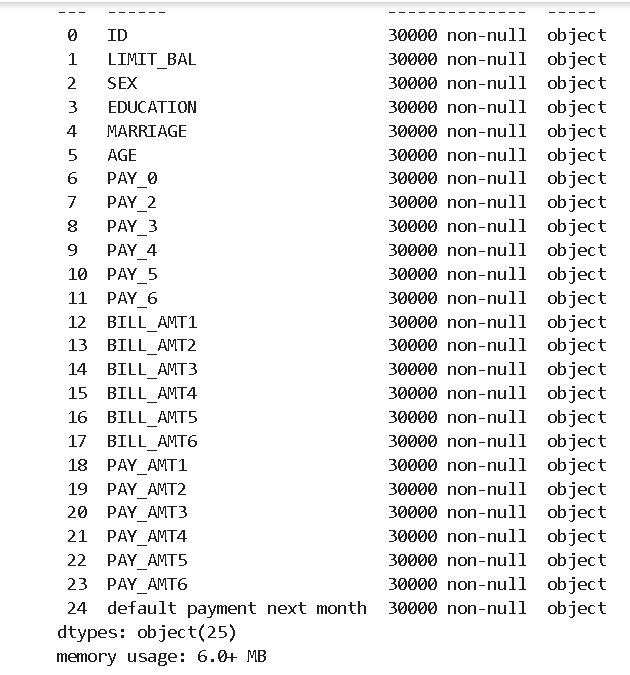 --- ------ -------------- -----
0 ID 30000 non-null object
1 LIMIT_BAL 30000 non-null object
2 SEX 30000 non-null object
3 EDUCATION 30000 non-null object
4 MARRIAGE 30000 non-null object
5 AGE 30000 non-null object
6 PAY_0 30000 non-null object
7 PAY_2 30000 non-null object
8 PAY_3 30000 non-null object
9 PAY_4 30000 non-null object
10 PAY_5 30000 non-null object
11 PAY_6 30000 non-null object
12 BILL_AMT1 30000 non-null object
13 BILL_AMT2 30000 non-null object
14 BILL_AMT3 30000 non-null object
15 BILL_AMT4 30000 non-null object
16 BILL_AMT5 30000 non-null object
17 BILL_AMT6 30000 non-null object
18 PAY_AMT1 30000 non-null object
19 PAY_AMT2 30000 non-null object
20 PAY_AMT3 30000 non-null object
21 PAY_AMT4 30000 non-null object
22 PAY_AMT5 30000 non-null object
23 PAY_AMT6 30000 non-null object
24 default payment next month 30000 non-null object
dtypes: object(25)
memory usage: 6.0+ MB